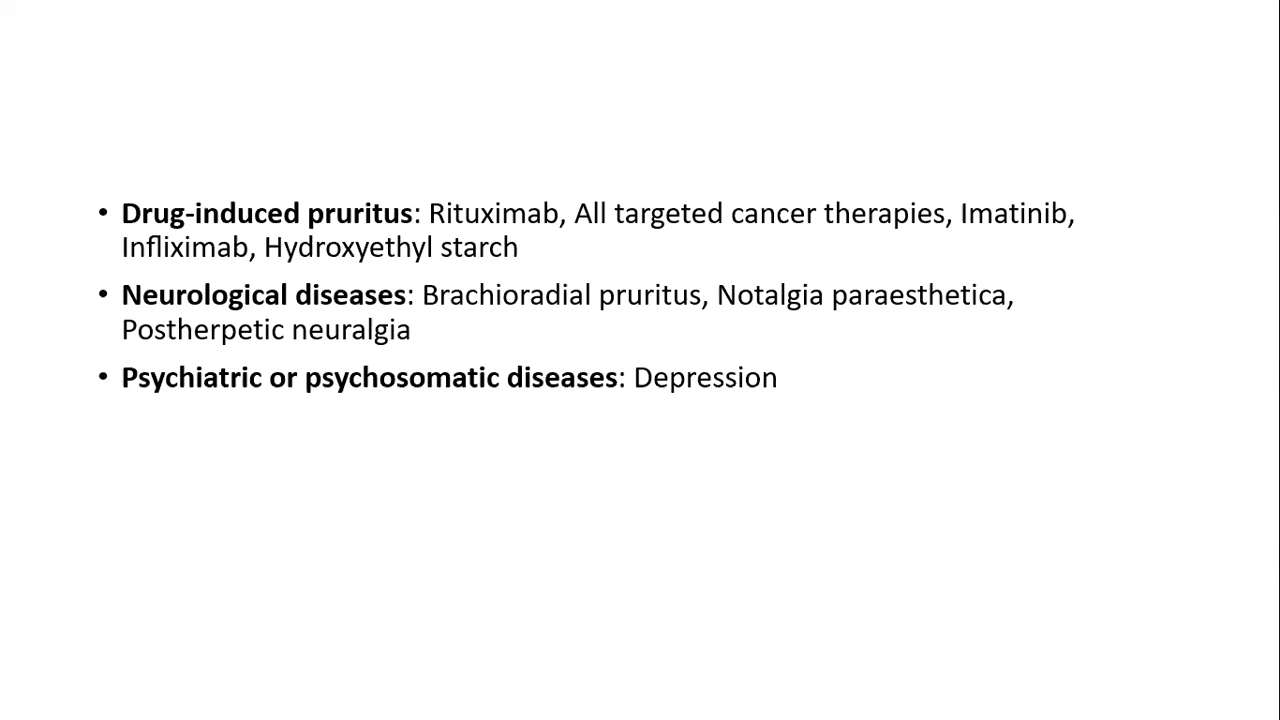 • Drug-induced pruritus: Rituximab, All targeted cancer therapies, Imatinib,
Infliximab, Hydroxyethyl starch
• Neurological diseases: Brachioradial pruritus, Notalgia paraesthetica,
Postherpetic neuralgia
• Psychiatric or psychosomatic diseases: Depression